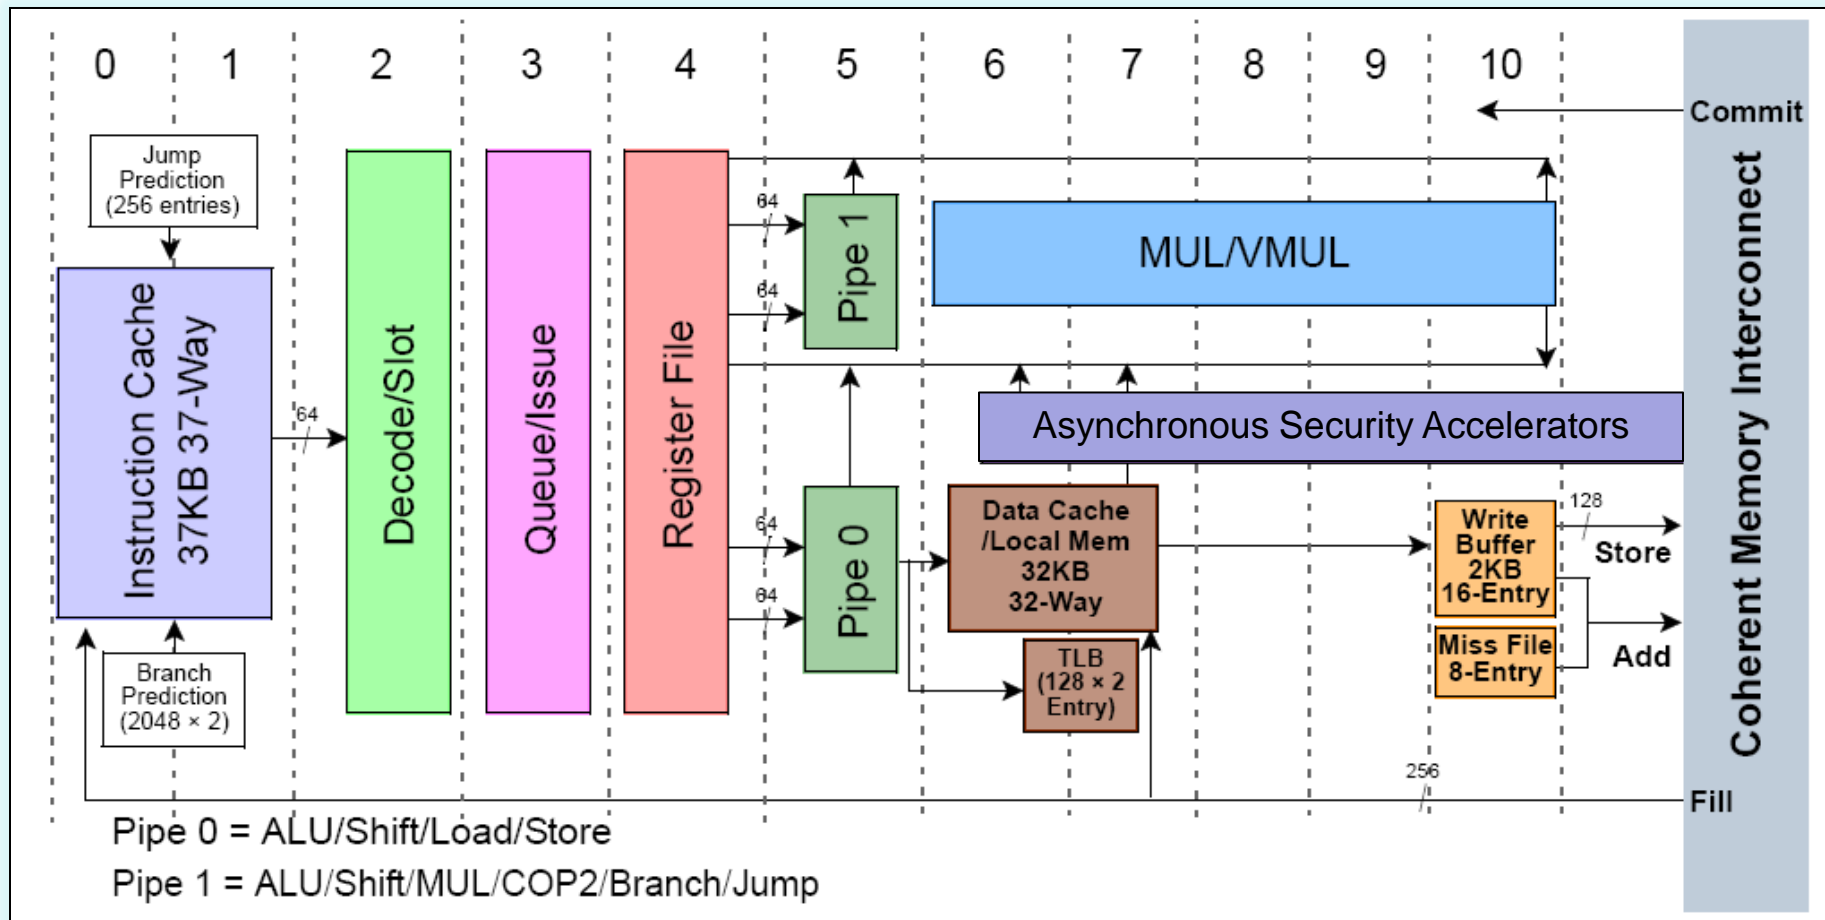 0 1 2 3 4 5 6 7 8 9 10
Commit
Jump
Prediction
(256 entries)
Instruction Cache
37KB 37-Way
Branch
Prediction
(2048 × 2)
64
Decode/Slot
Queue/Issue
Register File
64
64
Pipe 1
MUL/VMUL
Asynchronous Security Accelerators
64
64
Pipe 0
Data Cache
/Local Mem
32KB
32-Way
TLB
(128 × 2
Entry)
Write
Buffer
2KB
16-Entry
Miss File
8-Entry
128
Store
Add
256
Fill
Coherent Memory Interconnect
Pipe 0 = ALU/Shift/Load/Store
Pipe 1 = ALU/Shift/MUL/COP2/Branch/Jump